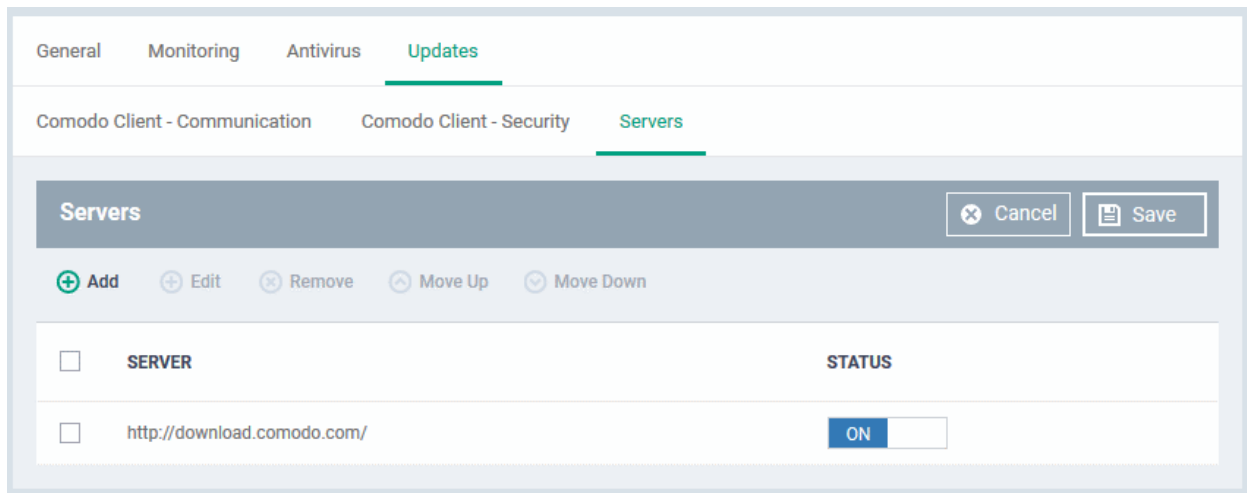 General Monitoring Antivirus Updates
Comodo Client - Communication Comodo Client - Security Servers
Servers Cancel Save
Add Edit Remove Move Up Move Down
SERVER STATUS
http://download.comodo.com/ ON